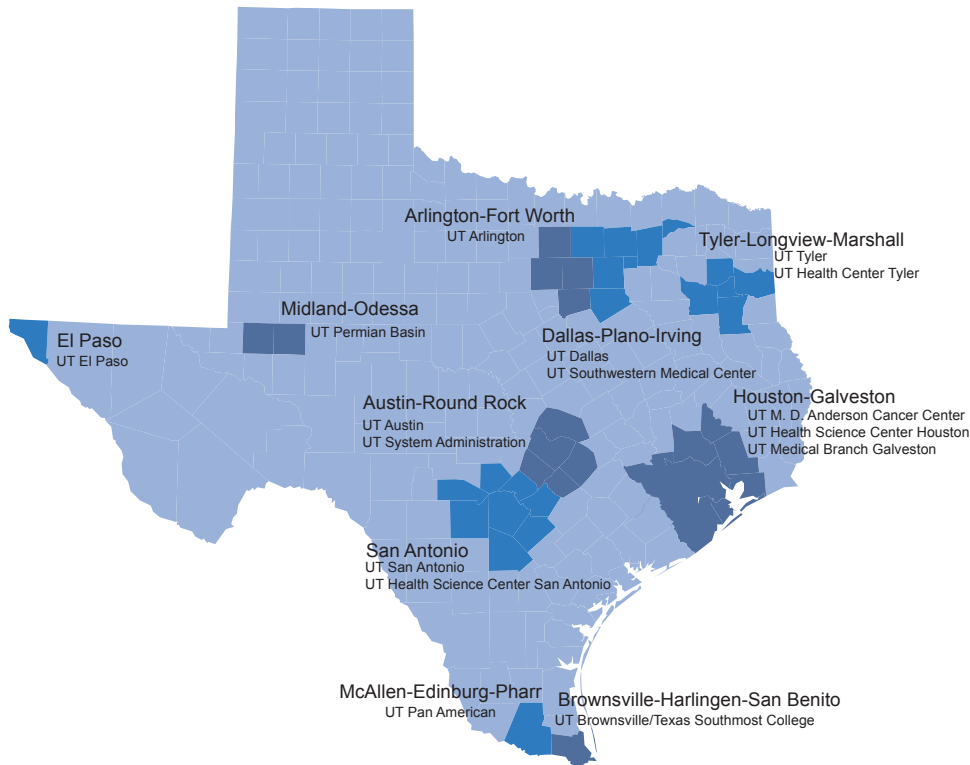 Arlington-Fort Worth
UT Arlington
Tyler-Longview-Marshall
UT Tyler
UT Health Center Tyler
Midland-Odessa
UT Permian Basin
El Paso
UT El Paso
Dallas-Plano-Irving
UT Dallas
UT Southwestern Medical Center
Austin-Round Rock
UT Austin
UT System Administration
Houston-Galveston
UT M. D. Anderson Cancer Center
UT Health Science Center Houston
UT Medical Branch Galveston
San Antonio
UT San Antonio
UT Health Science Center San Antonio
McAllen-Edinburg-Pharr
UT Pan American
Brownsville-Harlingen-San Benito
UT Brownsville/Texas Southmost College